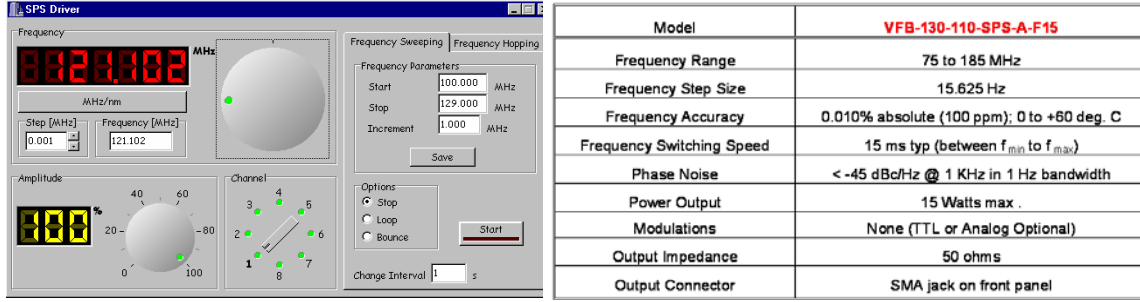 SPS Driver
Frequency
121.102 MHz
MHz/nm
Step [MHz]
0.001
Frequency [MHz]
121.102
Amplitude
100 %
0
20
40
60
80
100
Channel
1
2
3
4
5
6
7
8
Frequency Sweeping
Frequency Hopping
Frequency Parameters
Start 100.000 MHz
Stop 129.000 MHz
Increment 1.000 MHz
Save
Options
Stop
Loop
Bounce
Start
Change Interval 1 s
Model VFB-130-110-SPS-A-F15
Frequency Range 75 to 185 MHz
Frequency Step Size 15.625 Hz
Frequency Accuracy 0.010% absolute (100 ppm); 0 to +60 deg. C
Frequency Switching Speed 15 ms typ (between f min to f max)
Phase Noise < -45 dBc/Hz @ 1 KHz in 1 Hz bandwidth
Power Output 15 Watts max .
Modulations None (TTL or Analog Optional)
Output Impedance 50 ohms
Output Connector SMA jack on front panel